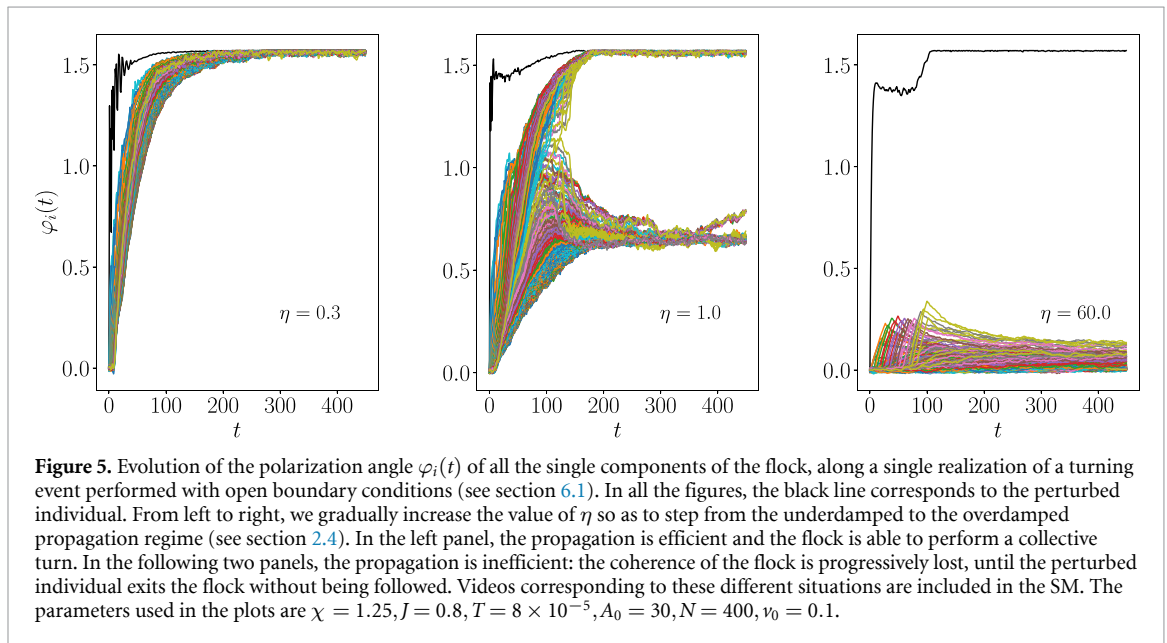 1.5
1.0
0.5
0.0
φᵢ(t)
η = 0.3
0 100 200 300 400
t
1.5
1.0
0.5
0.0
η = 1.0
0 100 200 300 400
t
1.5
1.0
0.5
0.0
η = 60.0
0 100 200 300 400
t
Figure 5. Evolution of the polarization angle φᵢ(t) of all the single components of the flock, along a single realization of a turning
event performed with open boundary conditions (see section 6.1). In all the figures, the black line corresponds to the perturbed
individual. From left to right, we gradually increase the value of η so as to step from the underdamped to the overdamped
propagation regime (see section 2.4). In the left panel, the propagation is efficient and the flock is able to perform a collective
turn. In the following two panels, the propagation is inefficient: the coherence of the flock is progressively lost, until the perturbed
individual exits the flock without being followed. Videos corresponding to these different situations are included in the SM. The
parameters used in the plots are χ = 1.25, J = 0.8, T = 8 × 10⁻⁵, A₀ = 30, N = 400, v₀ = 0.1.